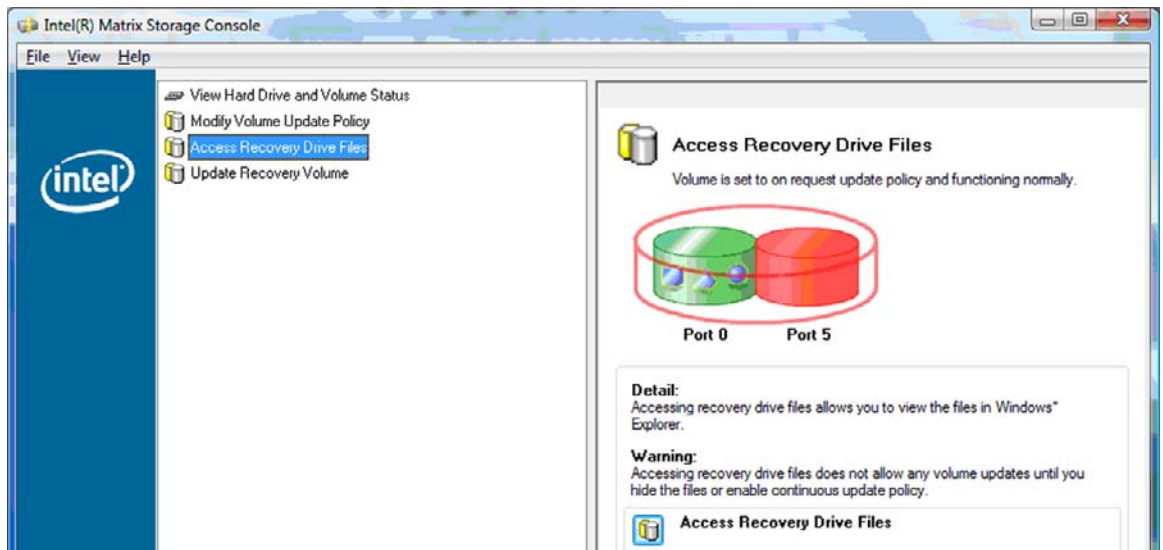 Intel(R) Matrix Storage Console
File View Help
intel
View Hard Drive and Volume Status
Modify Volume Update Policy
Access Recovery Drive Files
Update Recovery Volume
Access Recovery Drive Files
Volume is set to on request update policy and functioning normally.
Port 0 Port 5
Detail:
Accessing recovery drive files allows you to view the files in Windows*
Explorer.
Warning:
Accessing recovery drive files does not allow any volume updates until you
hide the files or enable continuous update policy.
Access Recovery Drive Files